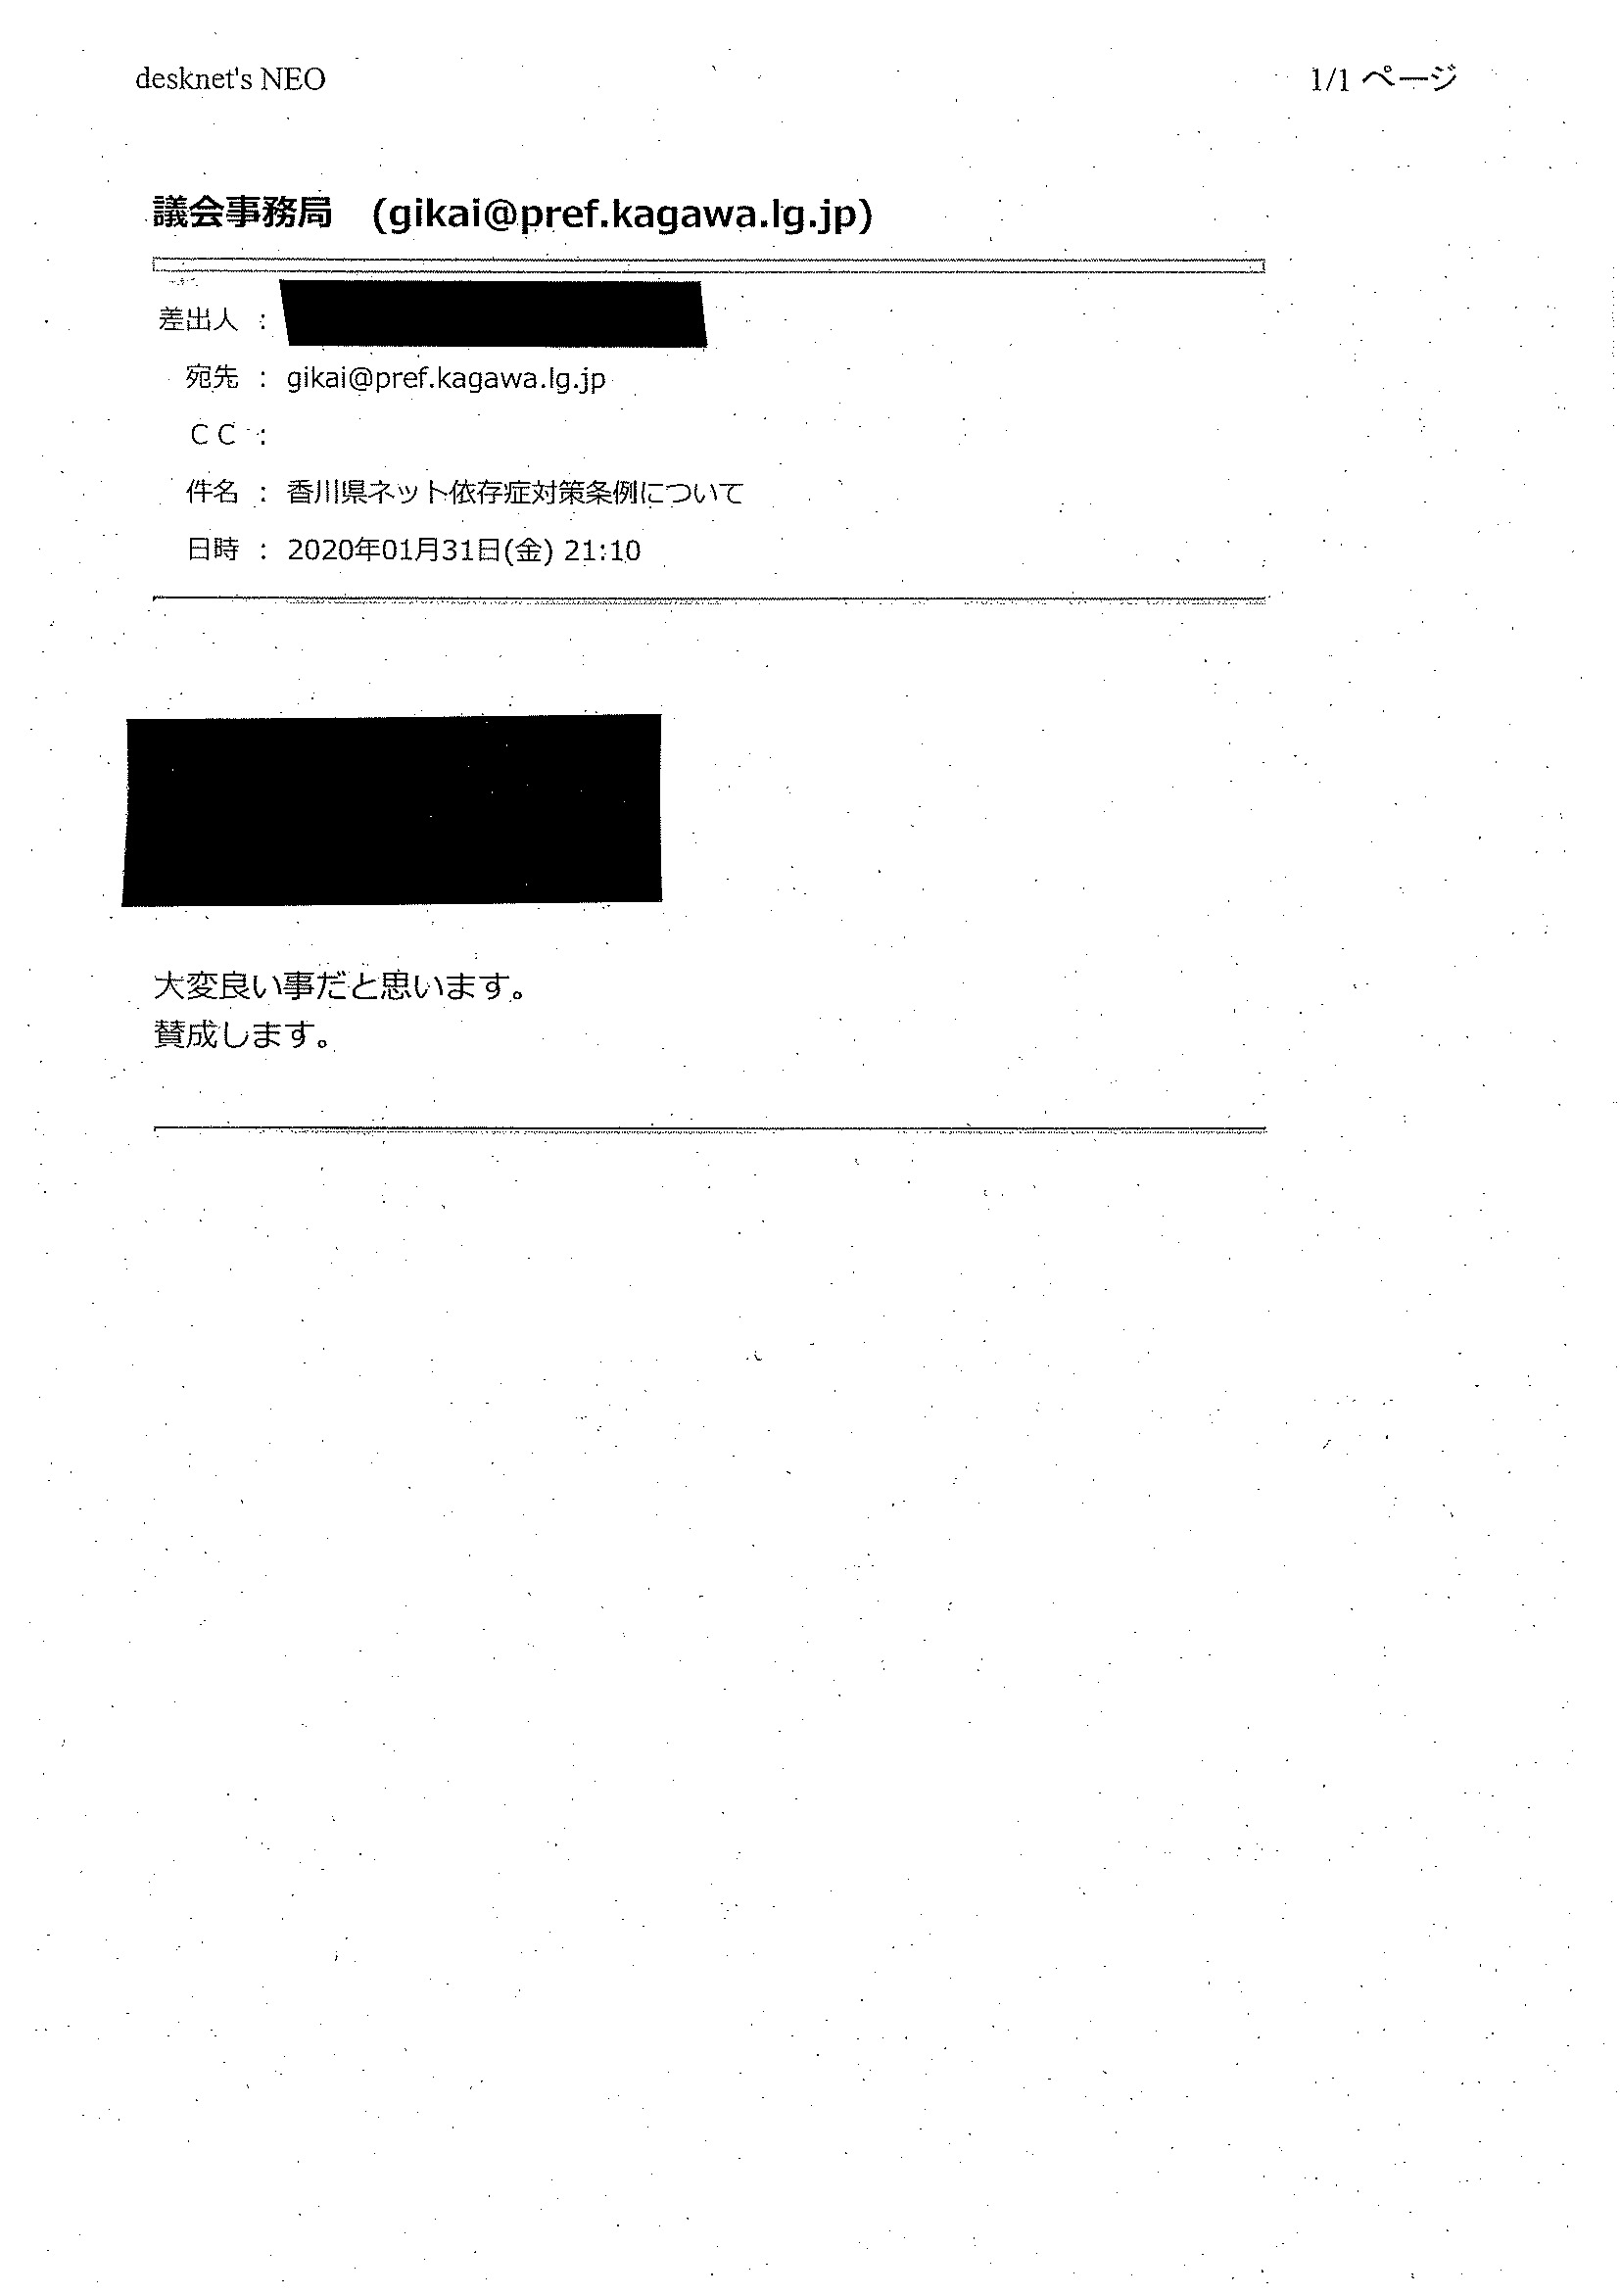 desknet's NEO
1/1 ページ
議会事務局 (gikai@pref.kagawa.lg.jp)
差出人 :
宛先 : gikai@pref.kagawa.lg.jp
CC :
件名 : 香川県ネット依存症対策条例について
日時 : 2020年01月31日(金) 21:10
大変良い事だと思います。
賛成します。